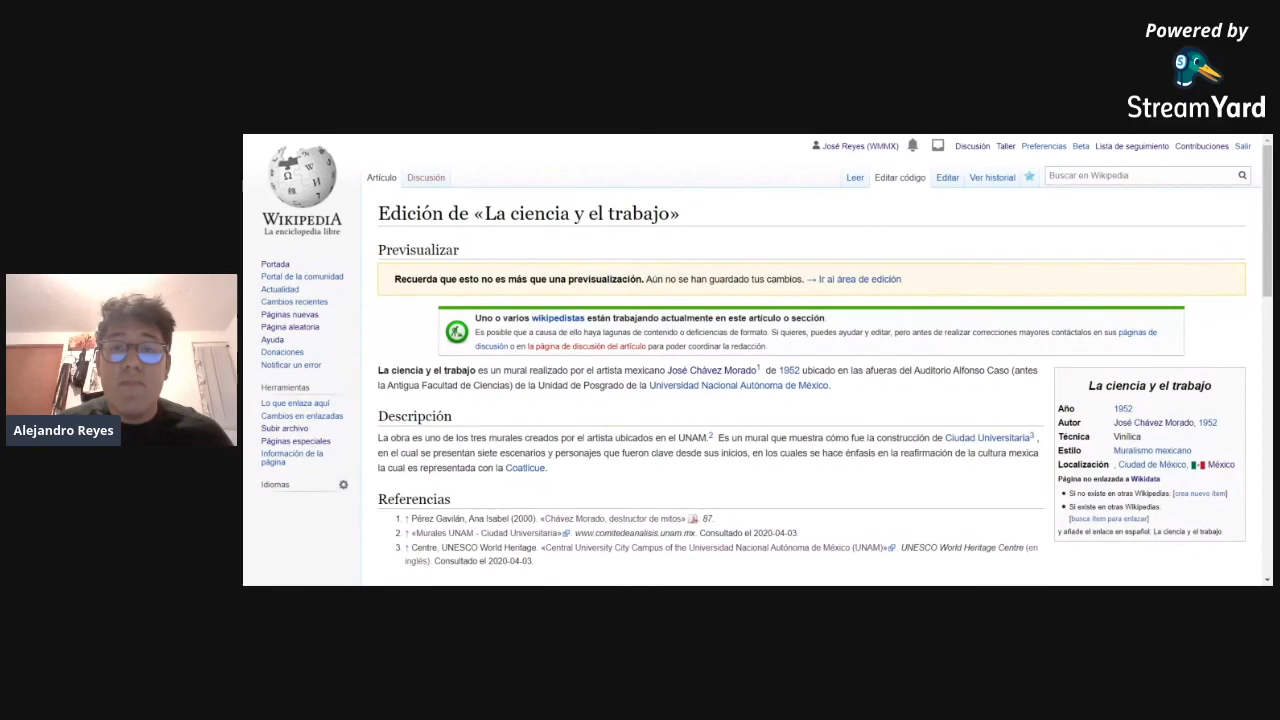 Powered by
StreamYard
José Reyes (WMMX) Discusión Taller Preferencias Beta Lista de seguimiento Contribuciones Salir
Artículo Discusión Leer Editar código Editar Ver historial Buscar en Wikipedia
WIKIPEDIA
La enciclopedia libre
Portada
Portal de la comunidad
Actualidad
Cambios recientes
Páginas nuevas
Página aleatoria
Ayuda
Donaciones
Notificar un error
Herramientas
Lo que enlaza aquí
Cambios en enlazadas
Subir archivo
Páginas especiales
Información de la
página
Idiomas
Edición de «La ciencia y el trabajo»
Previsualizar
Recuerda que esto no es más que una previsualización. Aún no se han guardado tus cambios. → Ir al área de edición
Uno o varios wikipedistas están trabajando actualmente en este artículo o sección.
Es posible que a causa de ello haya lagunas de contenido o deficiencias de formato. Si quieres, puedes ayudar y editar, pero antes de realizar correcciones mayores contáctalos en sus páginas de
discusión o en la página de discusión del artículo para poder coordinar la redacción.
La ciencia y el trabajo es un mural realizado por el artista mexicano José Chávez Morado1 de 1952 ubicado en las afueras del Auditorio Alfonso Caso (antes
la Antigua Facultad de Ciencias) de la Unidad de Posgrado de la Universidad Nacional Autónoma de México.
Descripción
La obra es uno de los tres murales creados por el artista ubicados en el UNAM.2 Es un mural que muestra cómo fue la construcción de Ciudad Universitaria3 ,
en el cual se presentan siete escenarios y personajes que fueron clave desde sus inicios, en los cuales se hace énfasis en la reafirmación de la cultura mexica
la cual es representada con la Coatlicue.
Referencias
1. ↑ Pérez Gavilán, Ana Isabel (2000). «Chávez Morado, destructor de mitos» 87.
2. ↑ «Murales UNAM - Ciudad Universitaria». www.comitedeanalisis.unam.mx. Consultado el 2020-04-03.
3. ↑ Centre, UNESCO World Heritage. «Central University City Campus of the Universidad Nacional Autónoma de México (UNAM)». UNESCO World Heritage Centre (en
inglés). Consultado el 2020-04-03.
La ciencia y el trabajo
Año 1952
Autor José Chávez Morado, 1952
Técnica Vinílica
Estilo Muralismo mexicano
Localización , Ciudad de México, México
Página no enlazada a Wikidata
• Si no existe en otras Wikipedias: [crea nuevo ítem]
• Si existe en otras Wikipedias:
[busca ítem para enlazar]
y añade el enlace en español: La ciencia y el trabajo
Alejandro Reyes